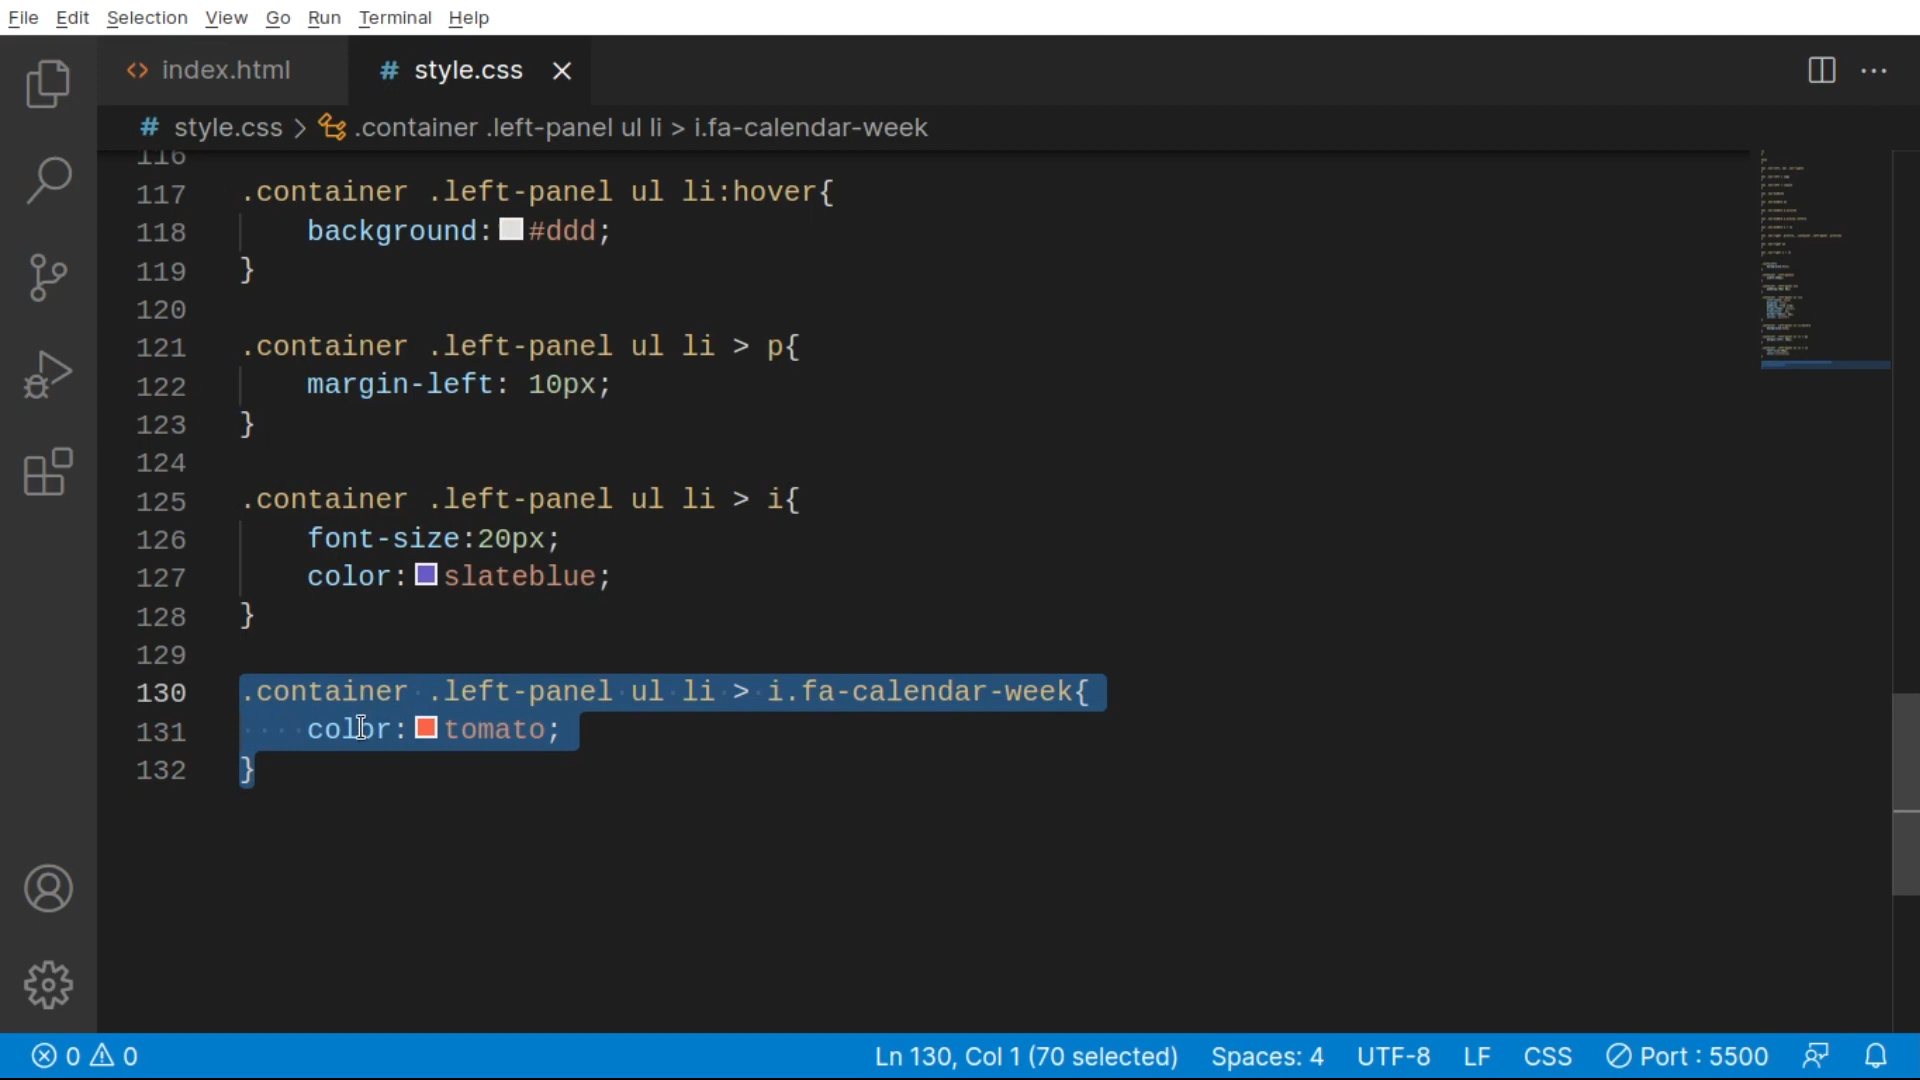 File Edit Selection View Go Run Terminal Help
<> index.html # style.css ×
# style.css > .container .left-panel ul li > i.fa-calendar-week
116
117 .container .left-panel ul li:hover{
118 background:#ddd;
119 }
120
121 .container .left-panel ul li > p{
122 margin-left: 10px;
123 }
124
125 .container .left-panel ul li > i{
126 font-size:20px;
127 color:slateblue;
128 }
129
130 .container .left-panel ul li > i.fa-calendar-week{
131 color:tomato;
132 }
0 0 Ln 130, Col 1 (70 selected) Spaces: 4 UTF-8 LF CSS Port : 5500